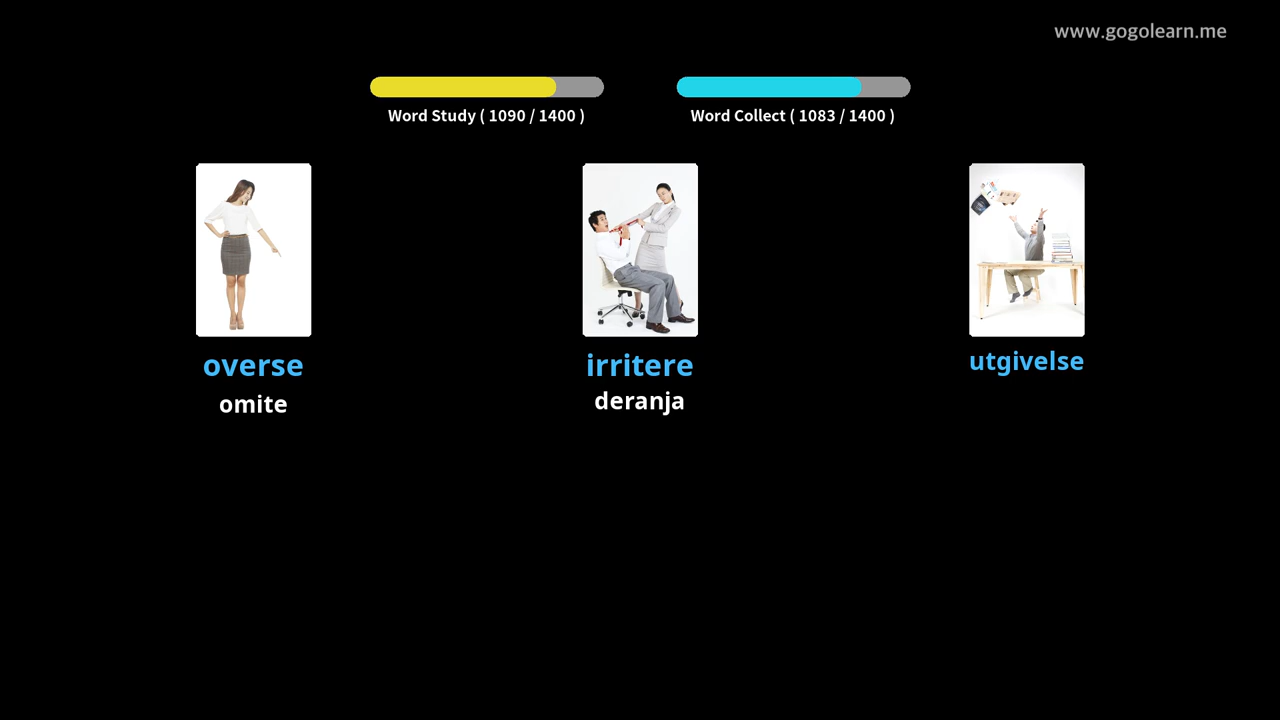 www.gogolearn.me
Word Study ( 1090 / 1400 )
Word Collect ( 1083 / 1400 )
overse
irritere
utgivelse
omite
deranja